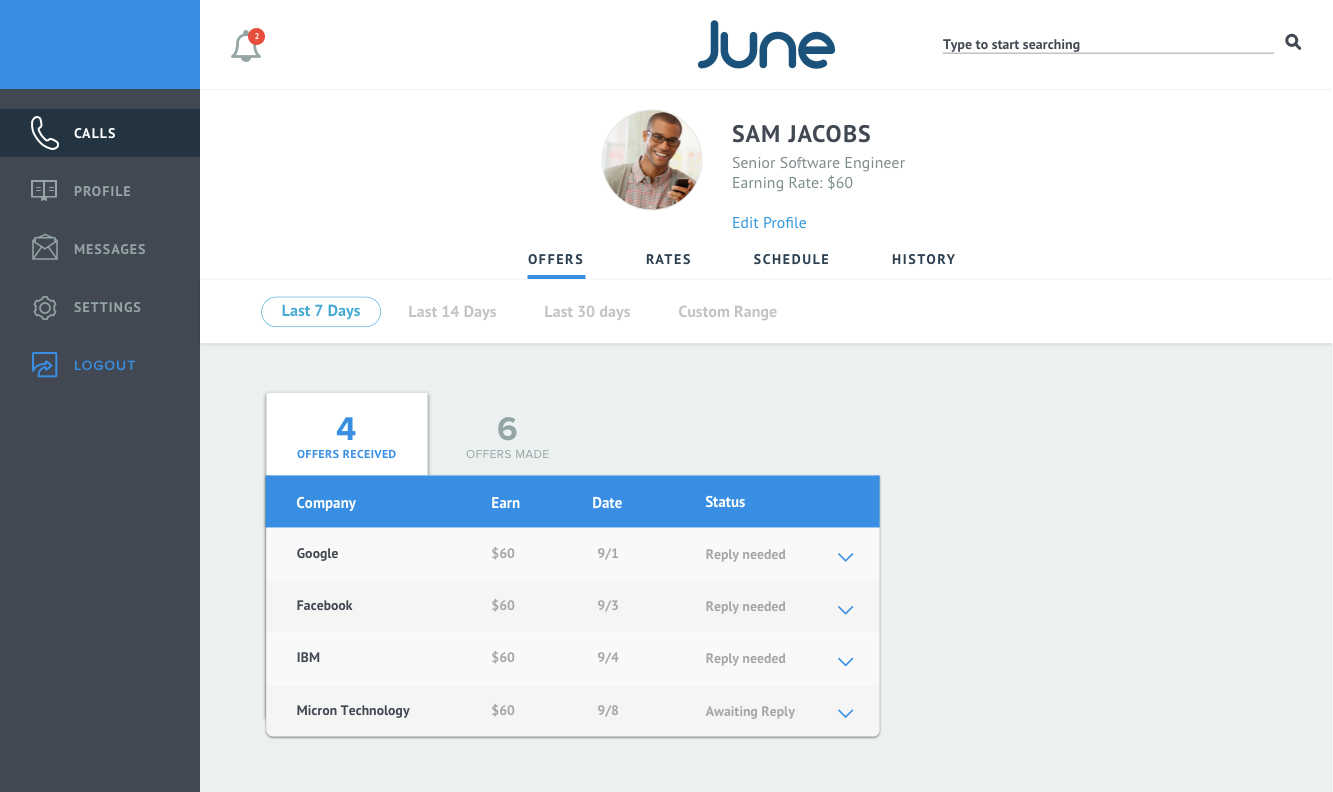 2
June
Type to start searching
CALLS
PROFILE
MESSAGES
SETTINGS
LOGOUT
SAM JACOBS
Senior Software Engineer
Earning Rate: $60
Edit Profile
OFFERS RATES SCHEDULE HISTORY
Last 7 Days Last 14 Days Last 30 days Custom Range
4
OFFERS RECEIVED
6
OFFERS MADE
Company Earn Date Status
Google $60 9/1 Reply needed
Facebook $60 9/3 Reply needed
IBM $60 9/4 Reply needed
Micron Technology $60 9/8 Awaiting Reply